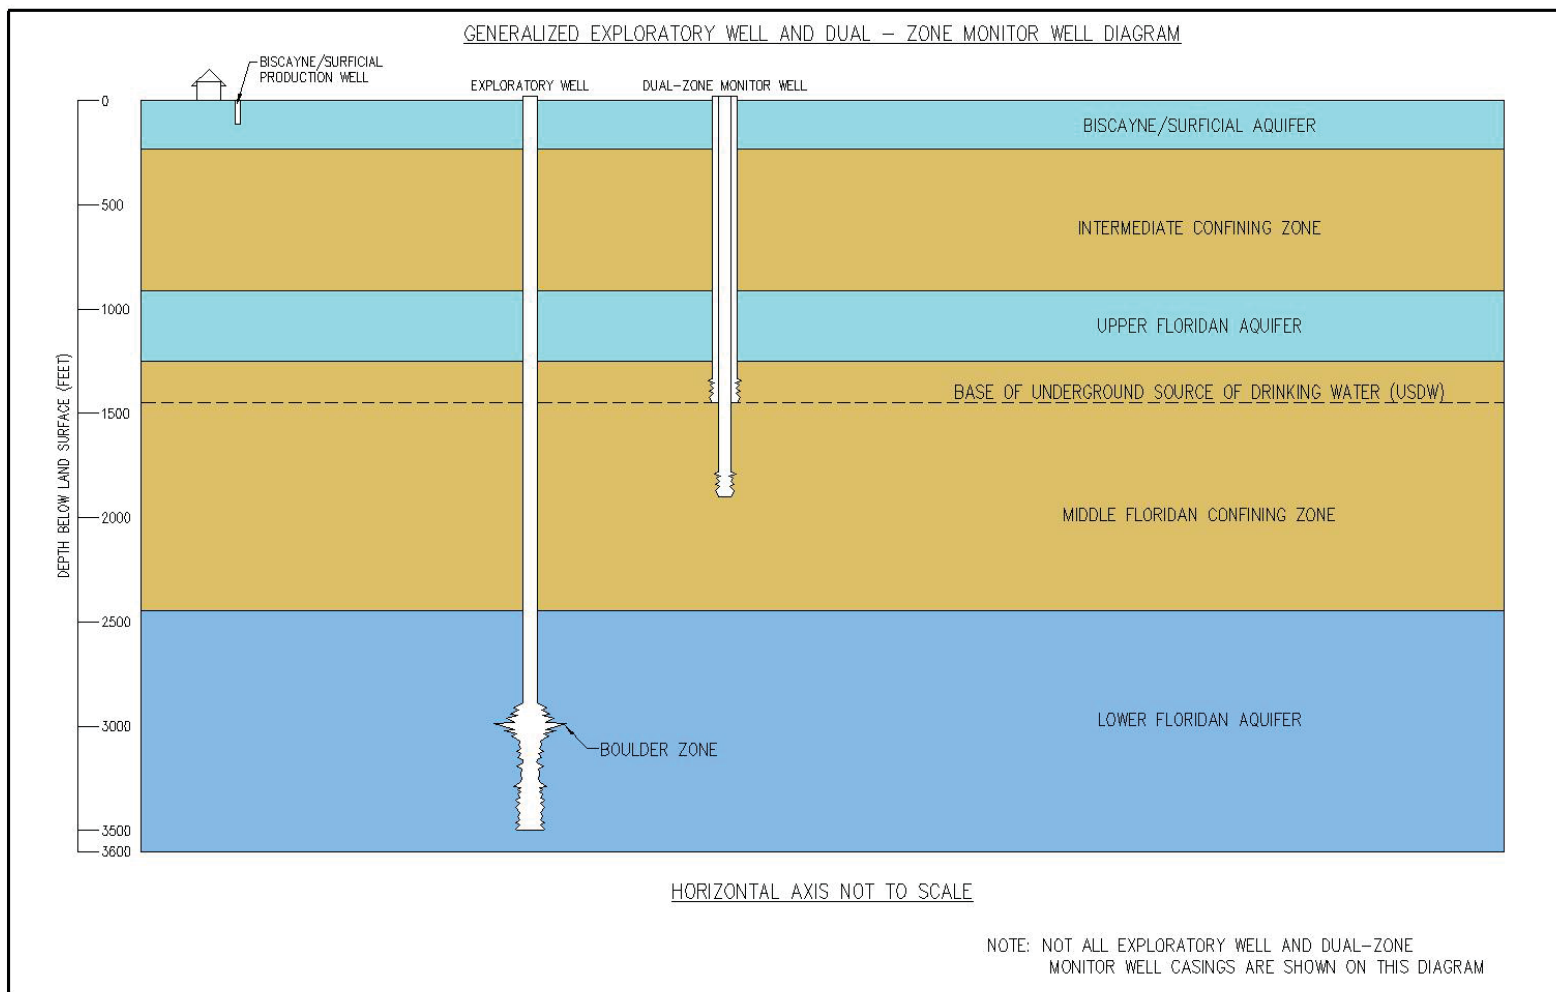 GENERALIZED EXPLORATORY WELL AND DUAL – ZONE MONITOR WELL DIAGRAM
BISCAYNE/SURFICIAL
PRODUCTION WELL
EXPLORATORY WELL
DUAL-ZONE MONITOR WELL
0
500
1000
1500
2000
2500
3000
3500
3600
DEPTH BELOW LAND SURFACE (FEET)
BISCAYNE/SURFICIAL AQUIFER
INTERMEDIATE CONFINING ZONE
UPPER FLORIDAN AQUIFER
BASE OF UNDERGROUND SOURCE OF DRINKING WATER (USDW)
MIDDLE FLORIDAN CONFINING ZONE
LOWER FLORIDAN AQUIFER
BOULDER ZONE
HORIZONTAL AXIS NOT TO SCALE
NOTE: NOT ALL EXPLORATORY WELL AND DUAL-ZONE
MONITOR WELL CASINGS ARE SHOWN ON THIS DIAGRAM